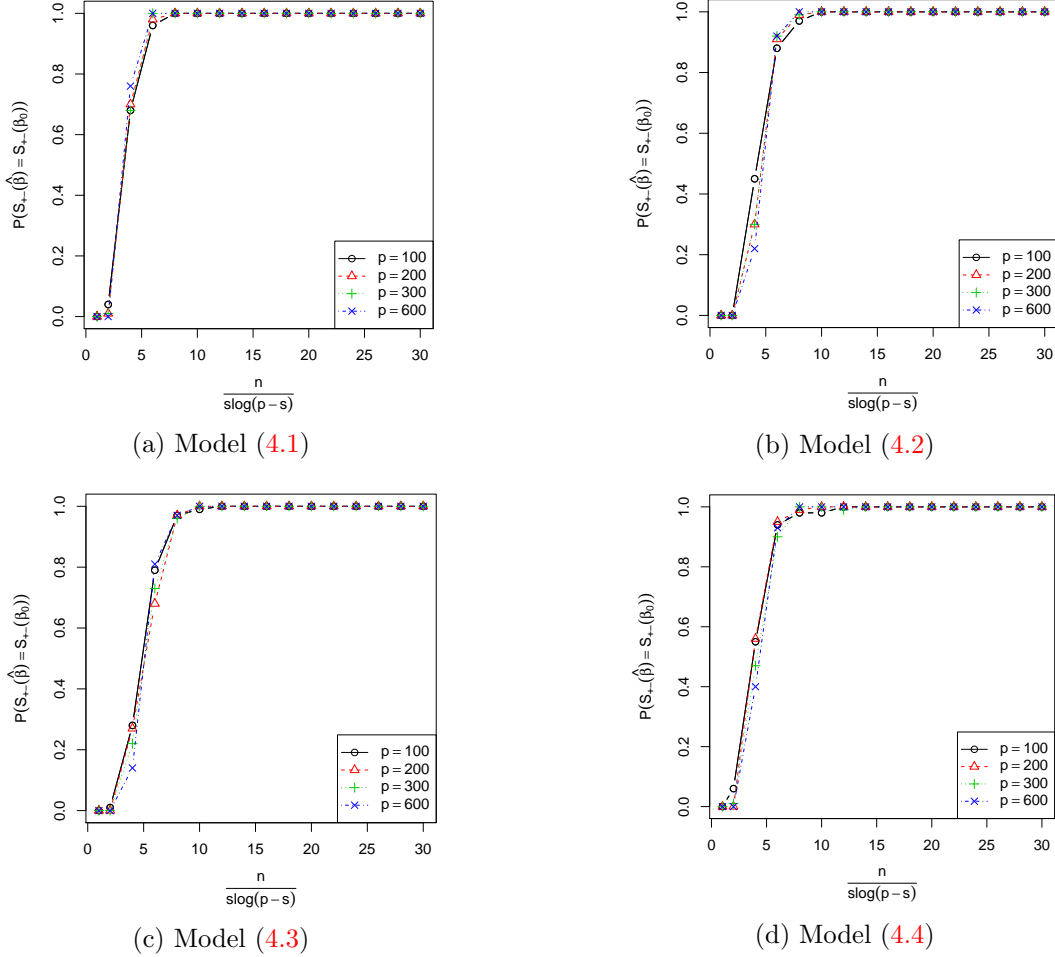 P(S+−(β̂) = S+−(β0))
1.0
0.8
0.6
0.4
0.2
0.0
p = 100
p = 200
p = 300
p = 600
0 5 10 15 20 25 30
n
slog(p − s)
(a) Model (4.1)
P(S+−(β̂) = S+−(β0))
1.0
0.8
0.6
0.4
0.2
0.0
p = 100
p = 200
p = 300
p = 600
0 5 10 15 20 25 30
n
slog(p − s)
(b) Model (4.2)
P(S+−(β̂) = S+−(β0))
1.0
0.8
0.6
0.4
0.2
0.0
p = 100
p = 200
p = 300
p = 600
0 5 10 15 20 25 30
n
slog(p − s)
(c) Model (4.3)
P(S+−(β̂) = S+−(β0))
1.0
0.8
0.6
0.4
0.2
0.0
p = 100
p = 200
p = 300
p = 600
0 5 10 15 20 25 30
n
slog(p − s)
(d) Model (4.4)